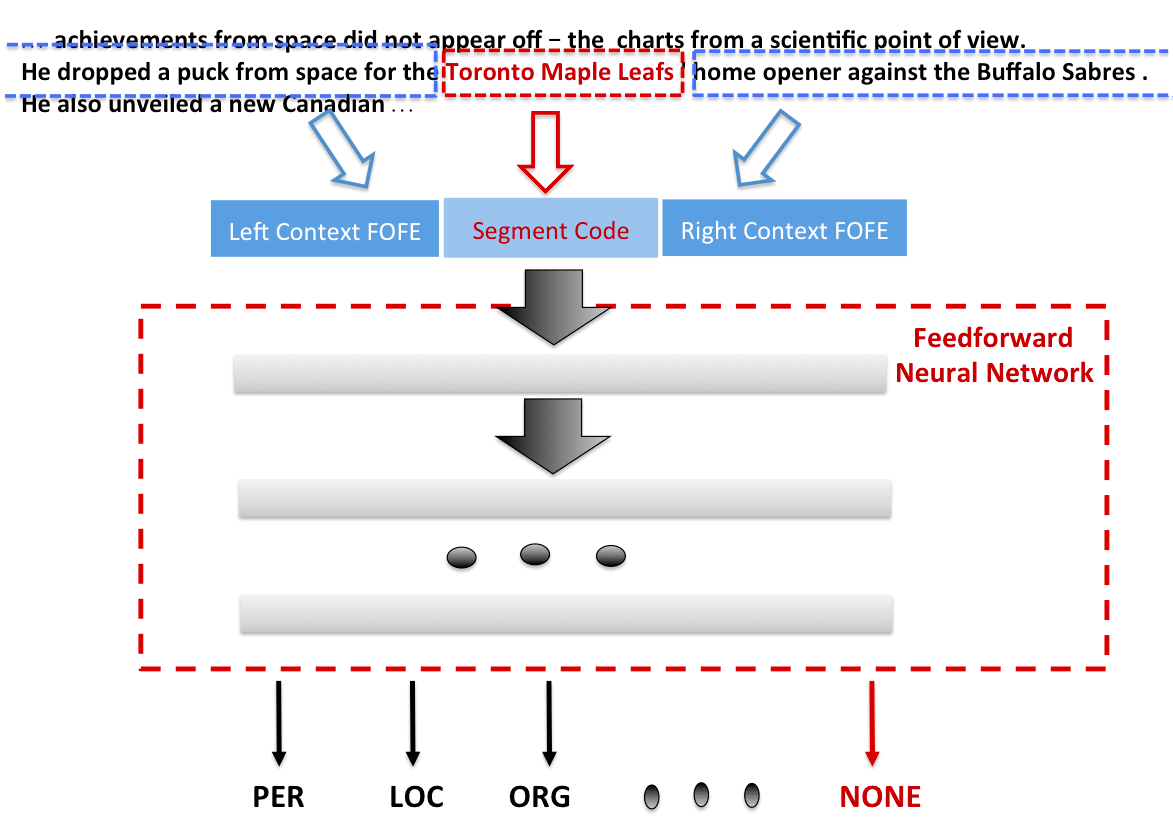 ... achievements from space did not appear off – the charts from a scientific point of view.
He dropped a puck from space for the Toronto Maple Leafs ' home opener against the Buffalo Sabres .
He also unveiled a new Canadian ...
Left Context FOFE
Segment Code
Right Context FOFE
Feedforward
Neural Network
PER
LOC
ORG
NONE